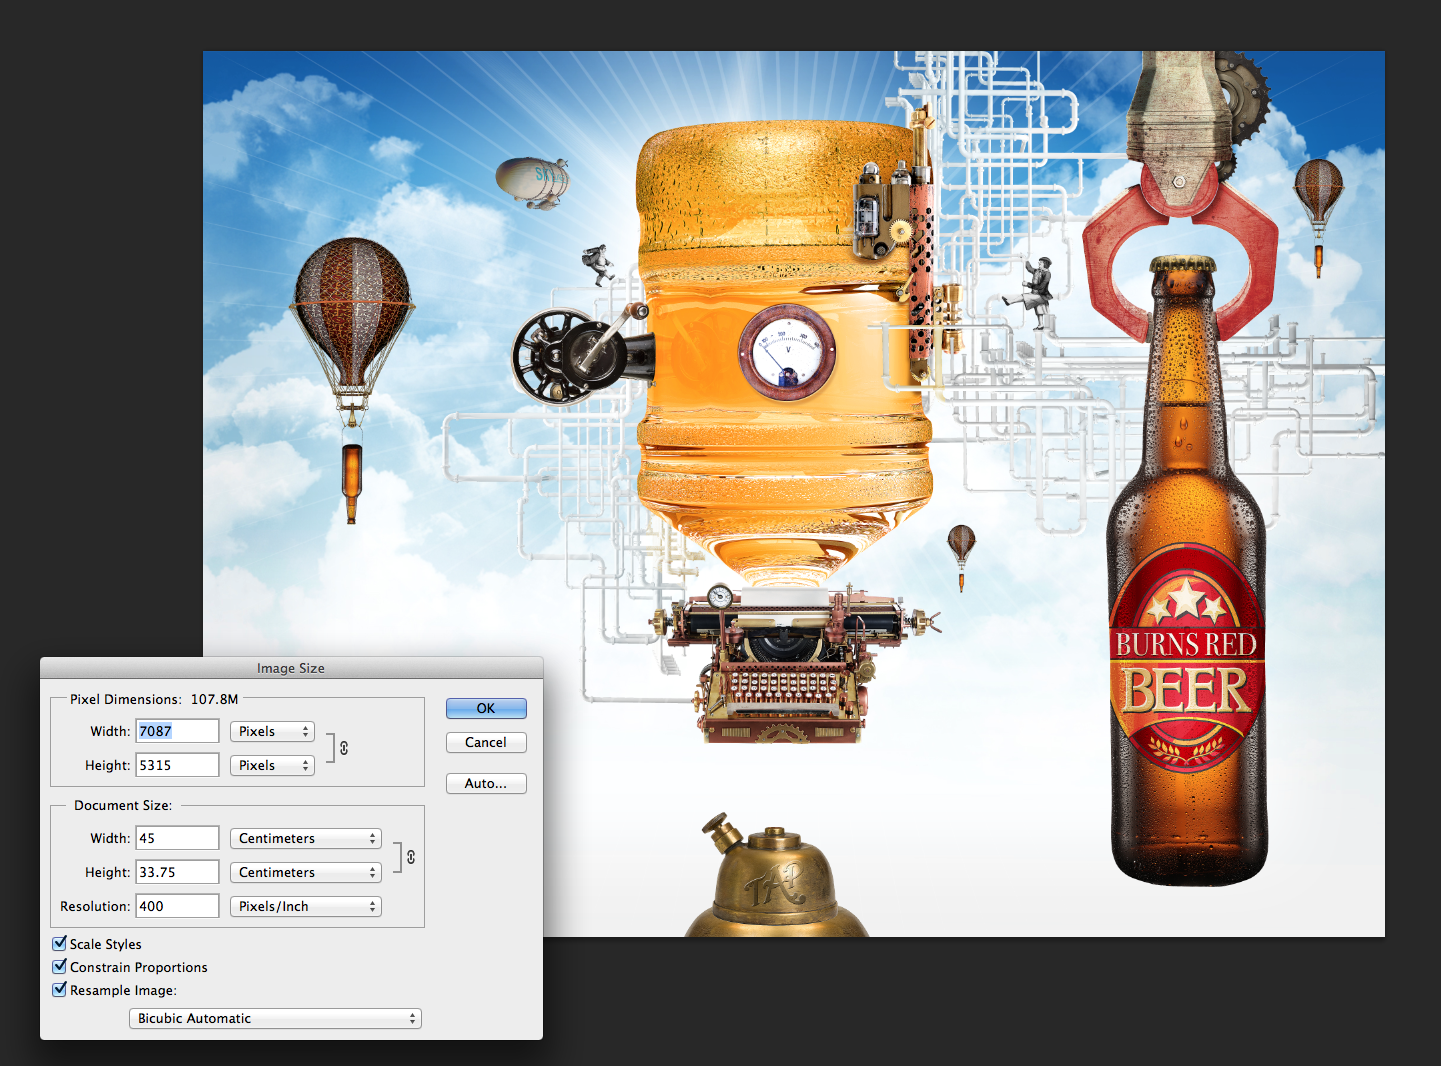 SKY
V
TAP
BURNS RED
BEER
Image Size
Pixel Dimensions: 107.8M
Width: 7087 Pixels
Height: 5315 Pixels
Document Size:
Width: 45 Centimeters
Height: 33.75 Centimeters
Resolution: 400 Pixels/Inch
Scale Styles
Constrain Proportions
Resample Image:
Bicubic Automatic
OK
Cancel
Auto...